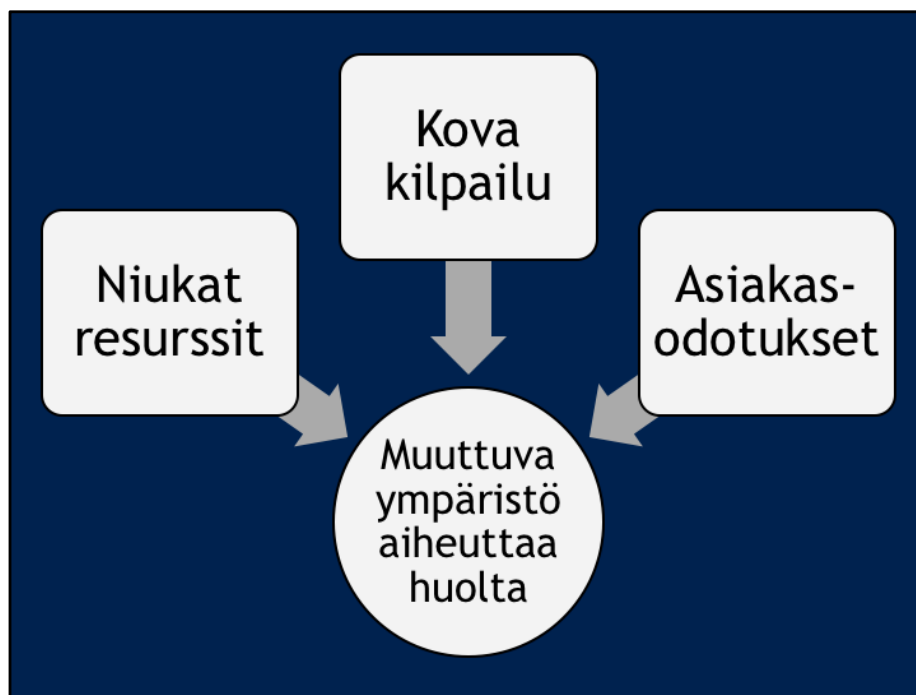 Kova
kilpailu
Niukat
resurssit
Asiakas-
odotukset
Muuttuva
ympäristö
aiheuttaa
huolta